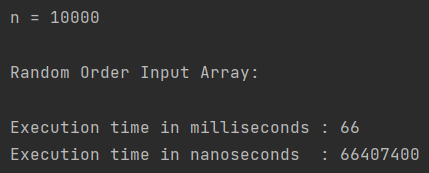 n = 10000
Random Order Input Array:
Execution time in milliseconds : 66
Execution time in nanoseconds  : 66407400